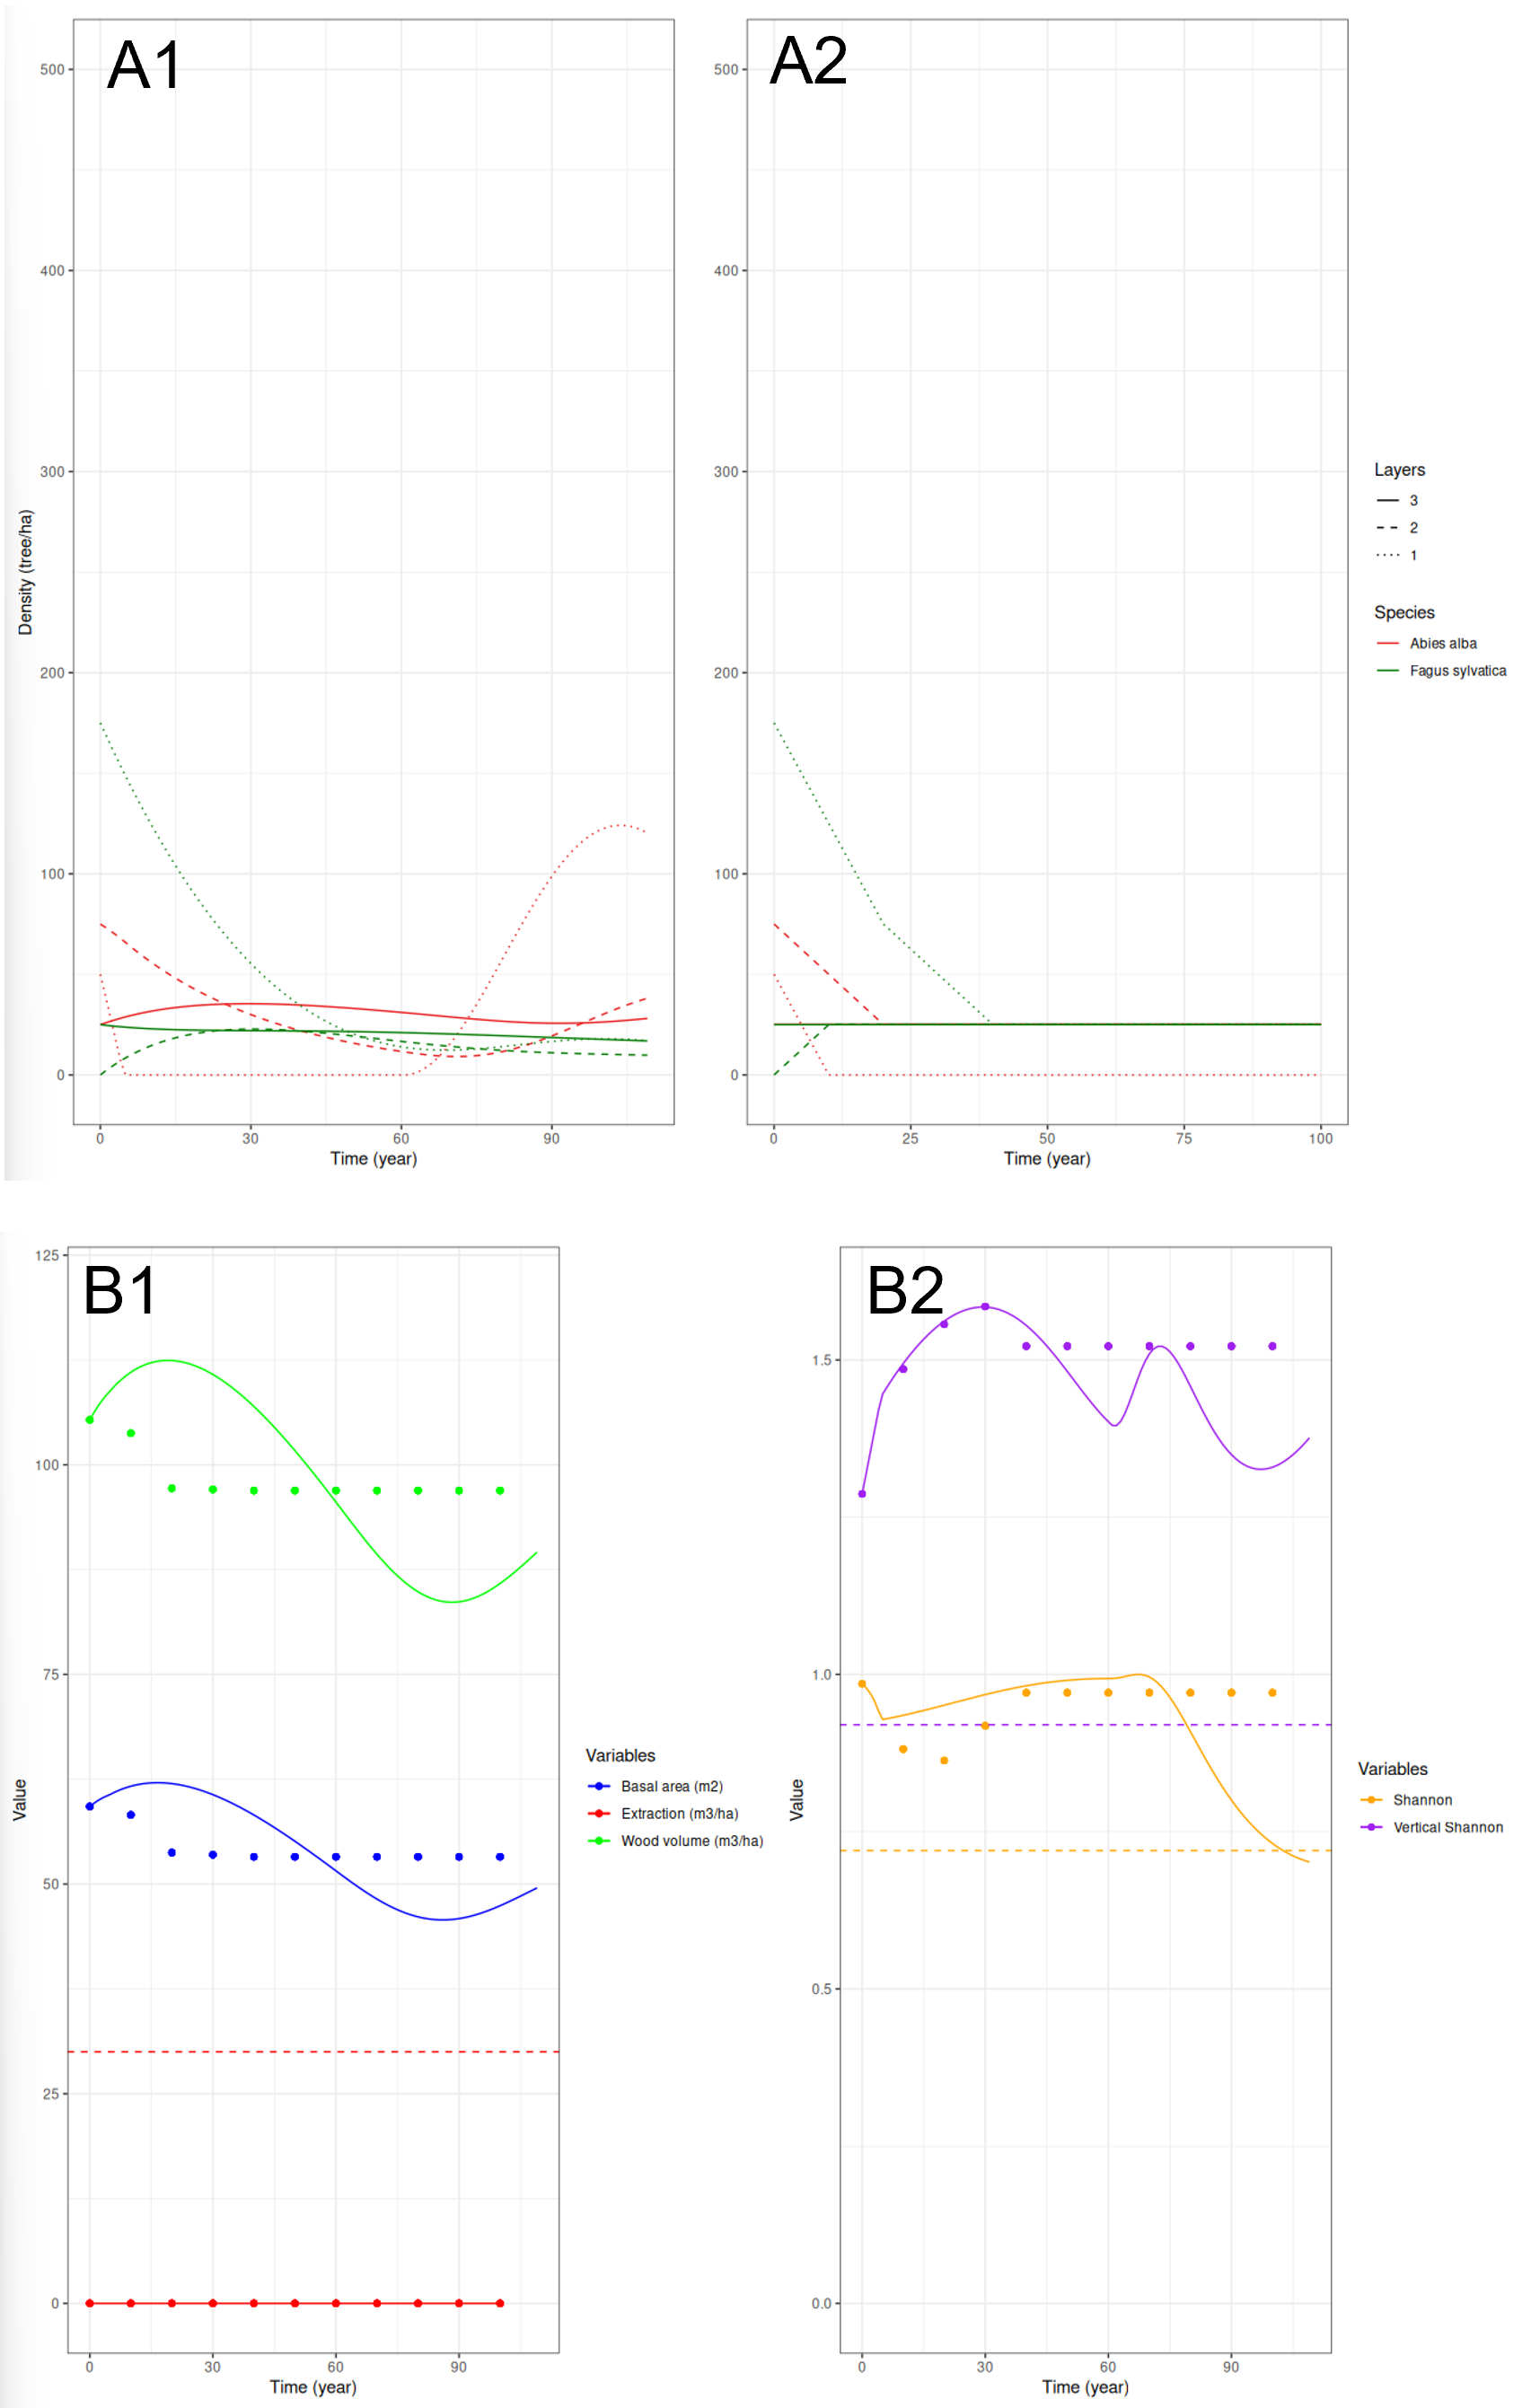 A1
A2
500
400
300
200
100
0
Density (tree/ha)
0 30 60 90
Time (year)
500
400
300
200
100
0
0 25 50 75 100
Time (year)
Layers
3
2
1
Species
Abies alba
Fagus sylvatica
B1
125
100
75
50
25
0
Value
0 30 60 90
Time (year)
Variables
Basal area (m2)
Extraction (m3/ha)
Wood volume (m3/ha)
B2
1.5
1.0
0.5
0.0
Value
0 30 60 90
Time (year)
Variables
Shannon
Vertical Shannon